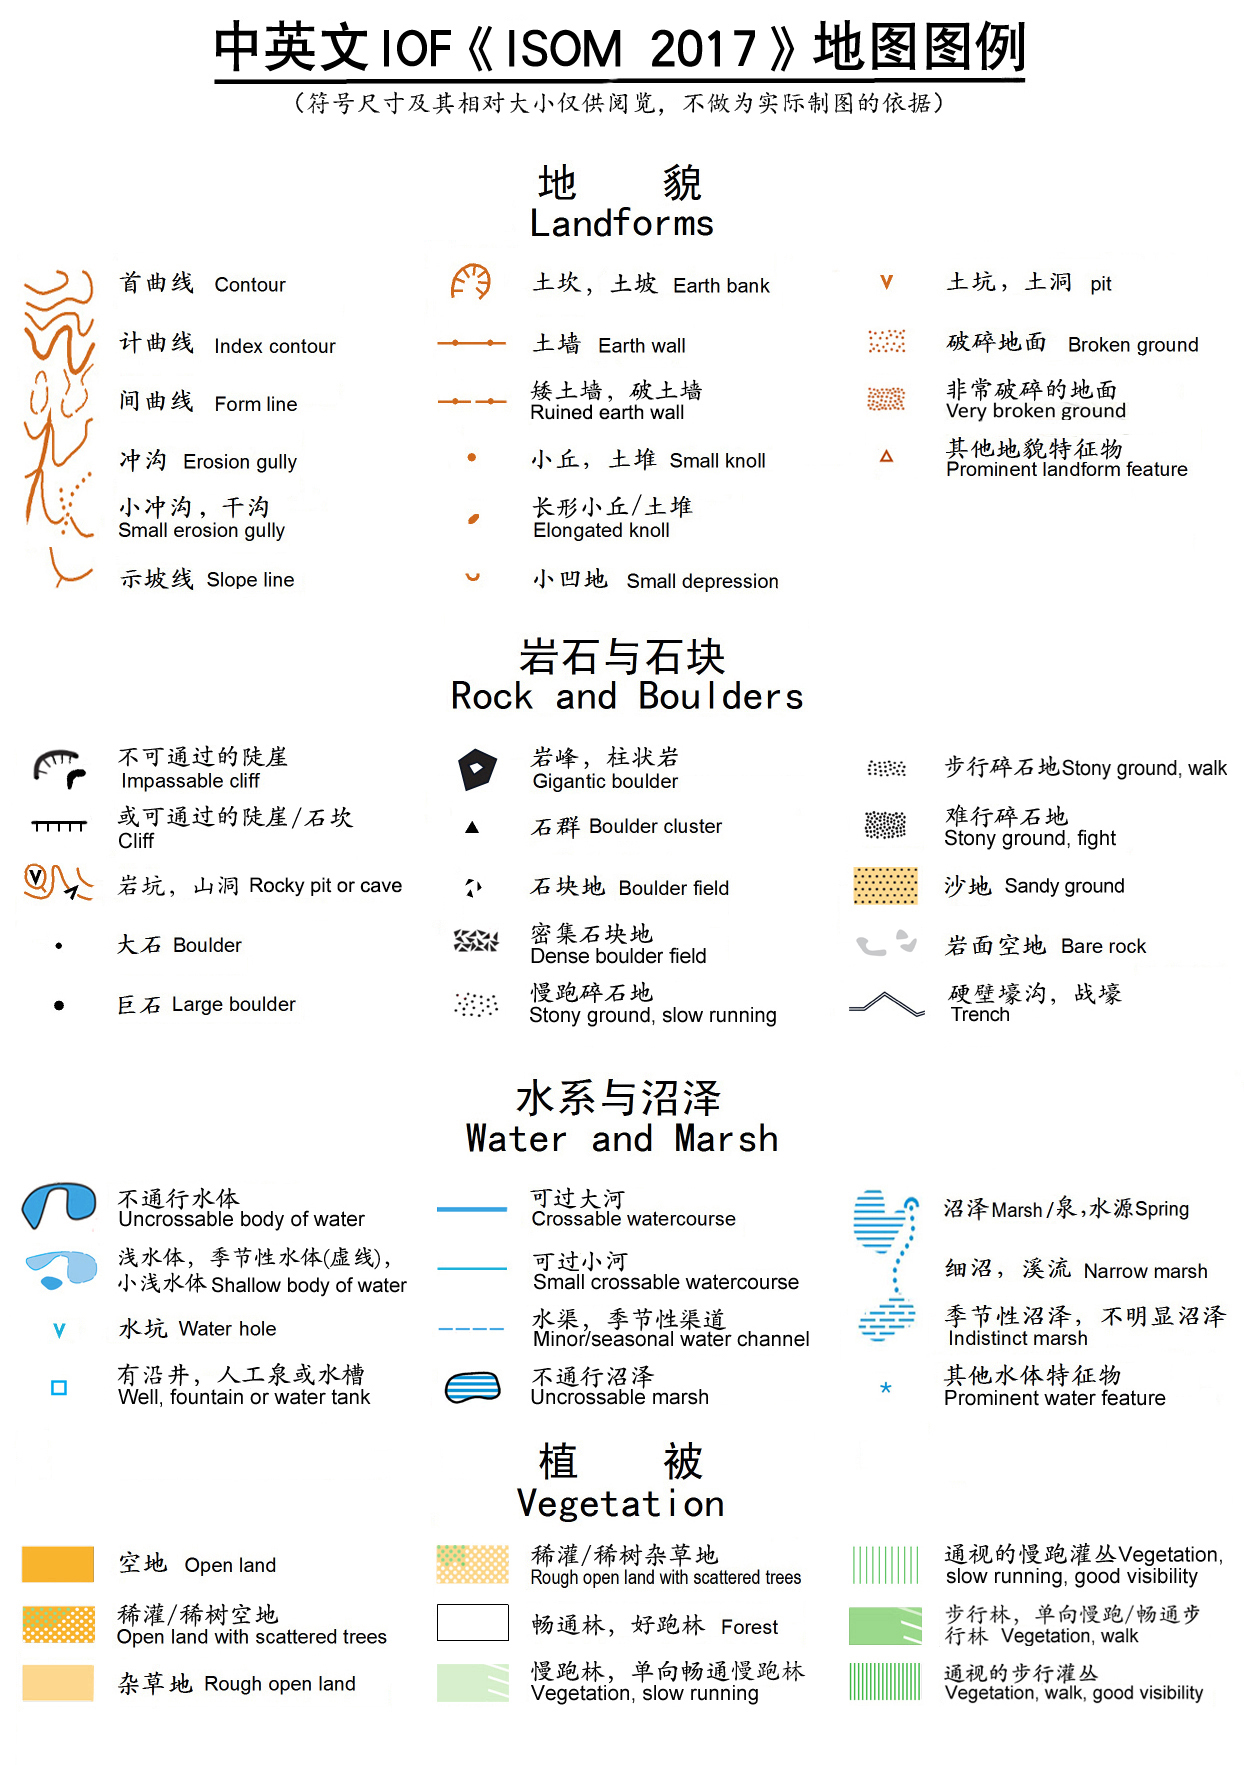 中英文IOF《ISOM 2017》地图图例
（符号尺寸及其相对大小仅供阅览，不做为实际制图的依据）
地 貌
Landforms
首曲线 Contour
计曲线 Index contour
间曲线 Form line
冲沟 Erosion gully
小冲沟，干沟
Small erosion gully
示坡线 Slope line
土坎，土坡 Earth bank
土墙 Earth wall
矮土墙，破土墙
Ruined earth wall
小丘，土堆 Small knoll
长形小丘/土堆
Elongated knoll
小凹地 Small depression
土坑，土洞 pit
破碎地面 Broken ground
非常破碎的地面
Very broken ground
其他地貌特征物
Prominent landform feature
岩石与石块
Rock and Boulders
不可通过的陡崖
Impassable cliff
或可通过的陡崖/石坎
Cliff
岩坑，山洞 Rocky pit or cave
大石 Boulder
巨石 Large boulder
岩峰，柱状岩
Gigantic boulder
石群 Boulder cluster
石块地 Boulder field
密集石块地
Dense boulder field
慢跑碎石地
Stony ground, slow running
步行碎石地Stony ground, walk
难行碎石地
Stony ground, fight
沙地 Sandy ground
岩面空地 Bare rock
硬壁壕沟，战壕
Trench
水系与沼泽
Water and Marsh
不通行水体
Uncrossable body of water
浅水体，季节性水体(虚线)，
小浅水体 Shallow body of water
水坑 Water hole
有沿井，人工泉或水槽
Well, fountain or water tank
可过大河
Crossable watercourse
可过小河
Small crossable watercourse
水渠，季节性渠道
Minor/seasonal water channel
不通行沼泽
Uncrossable marsh
沼泽Marsh/泉,水源Spring
细沼，溪流 Narrow marsh
季节性沼泽，不明显沼泽
Indistinct marsh
其他水体特征物
Prominent water feature
植 被
Vegetation
空地 Open land
稀灌/稀树空地
Open land with scattered trees
杂草地 Rough open land
稀灌/稀树杂草地
Rough open land with scattered trees
畅通林，好跑林 Forest
慢跑林，单向畅通慢跑林
Vegetation, slow running
通视的慢跑灌丛Vegetation,
slow running, good visibility
步行林，单向慢跑/畅通步
行林 Vegetation, walk
通视的步行灌丛
Vegetation, walk, good visibility